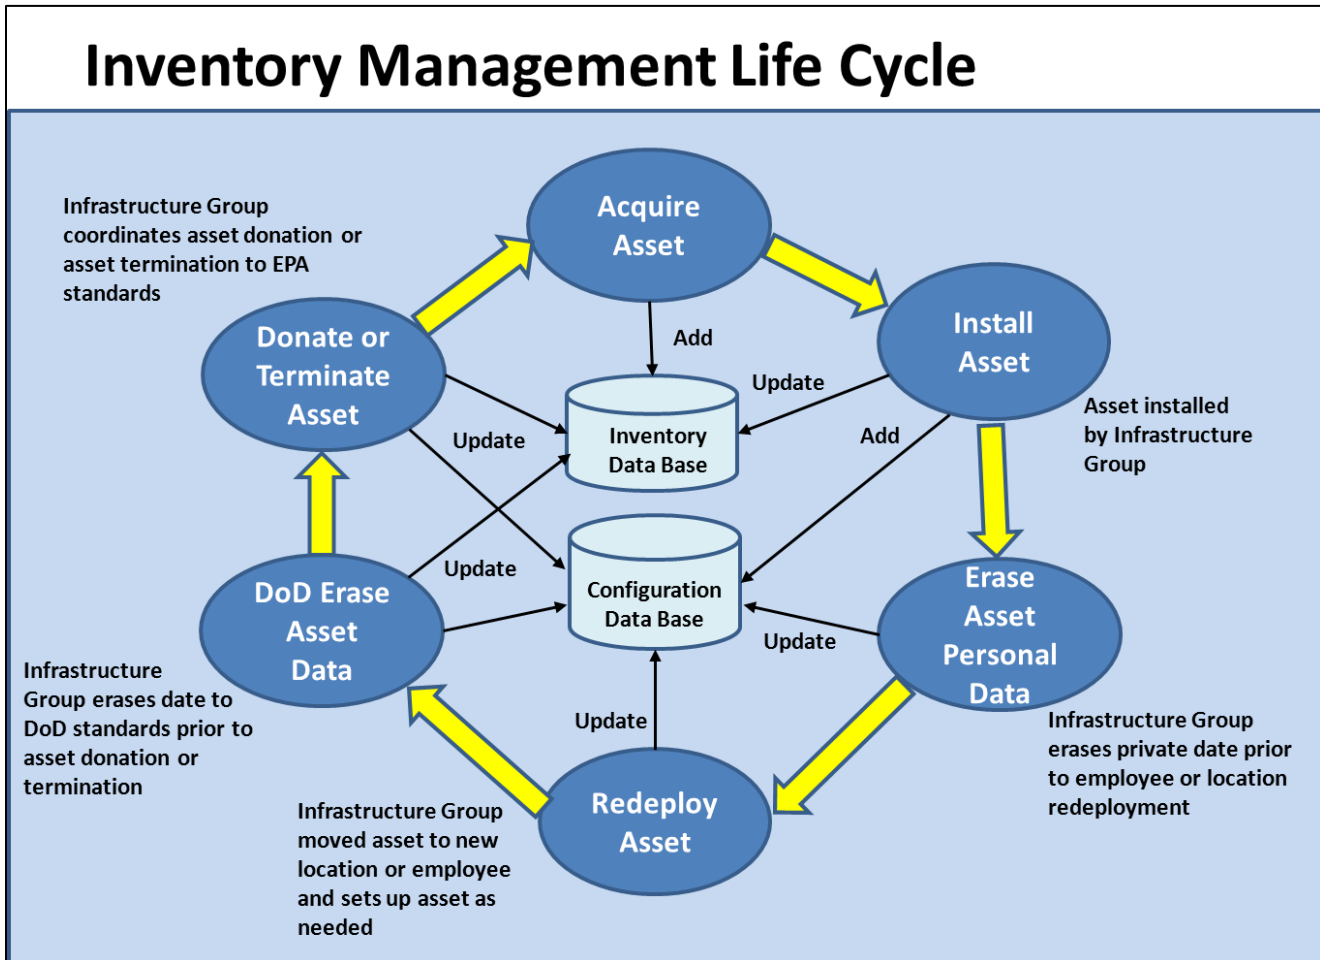 Inventory Management Life Cycle
Infrastructure Group
coordinates asset donation or
asset termination to EPA
standards
Acquire
Asset
Install
Asset
Donate or
Terminate
Asset
Add
Update
Asset installed
by Infrastructure
Group
Add
Update
Inventory
Data Base
DoD Erase
Asset
Data
Update
Configuration
Data Base
Erase
Asset
Personal
Data
Update
Infrastructure
Group erases date to
DoD standards prior to
asset donation or
termination
Update
Infrastructure Group
erases private date prior
to employee or location
redeployment
Redeploy
Asset
Infrastructure Group
moved asset to new
location or employee
and sets up asset as
needed